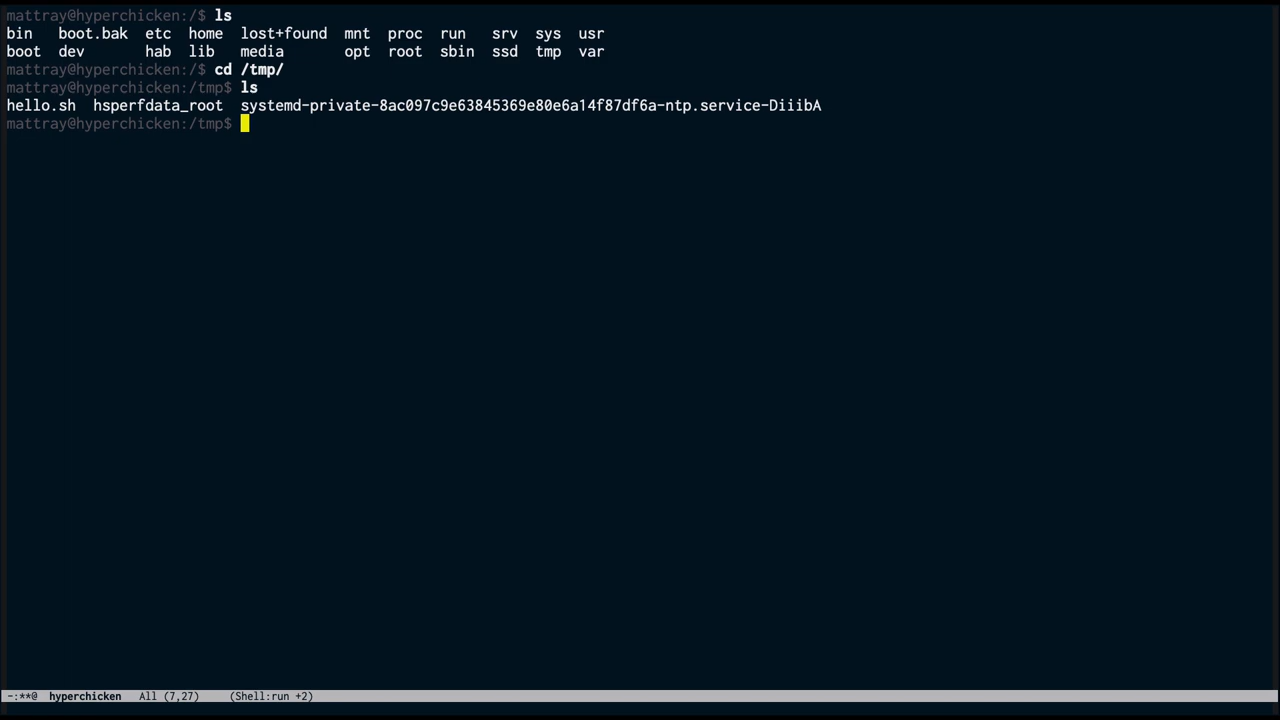 mattray@hyperchicken:/$ ls
bin   boot.bak  etc  home  lost+found  mnt  proc  run   srv  sys  usr
boot  dev       hab  lib   media       opt  root  sbin  ssd  tmp  var
mattray@hyperchicken:/$ cd /tmp/
mattray@hyperchicken:/tmp$ ls
hello.sh  hsperfdata_root  systemd-private-8ac097c9e63845369e80e6a14f87df6a-ntp.service-DiiibA
mattray@hyperchicken:/tmp$
-:**@  hyperchicken   All (7,27)     (Shell:run +2)